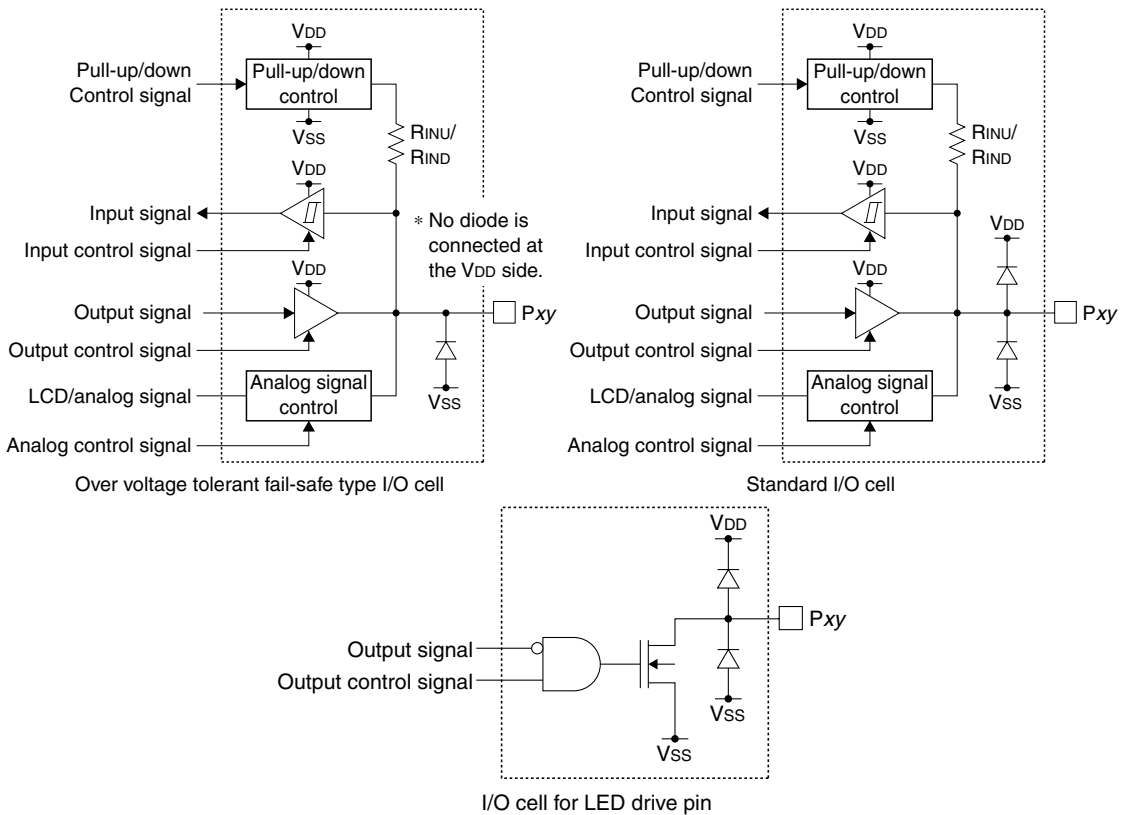 VDD
Pull-up/down
Control signal
Pull-up/down
control
VSS
RINU/
RIND
VDD
Input signal
Input control signal
* No diode is
connected at
the VDD side.
VDD
Output signal
Pxy
Output control signal
LCD/analog signal
Analog signal
control
VSS
Analog control signal
Over voltage tolerant fail-safe type I/O cell
VDD
Pull-up/down
Control signal
Pull-up/down
control
VSS
RINU/
RIND
VDD
Input signal
Input control signal
VDD
VDD
Output signal
Pxy
Output control signal
LCD/analog signal
Analog signal
control
VSS
Analog control signal
Standard I/O cell
VDD
Pxy
Output signal
Output control signal
VSS
VSS
I/O cell for LED drive pin